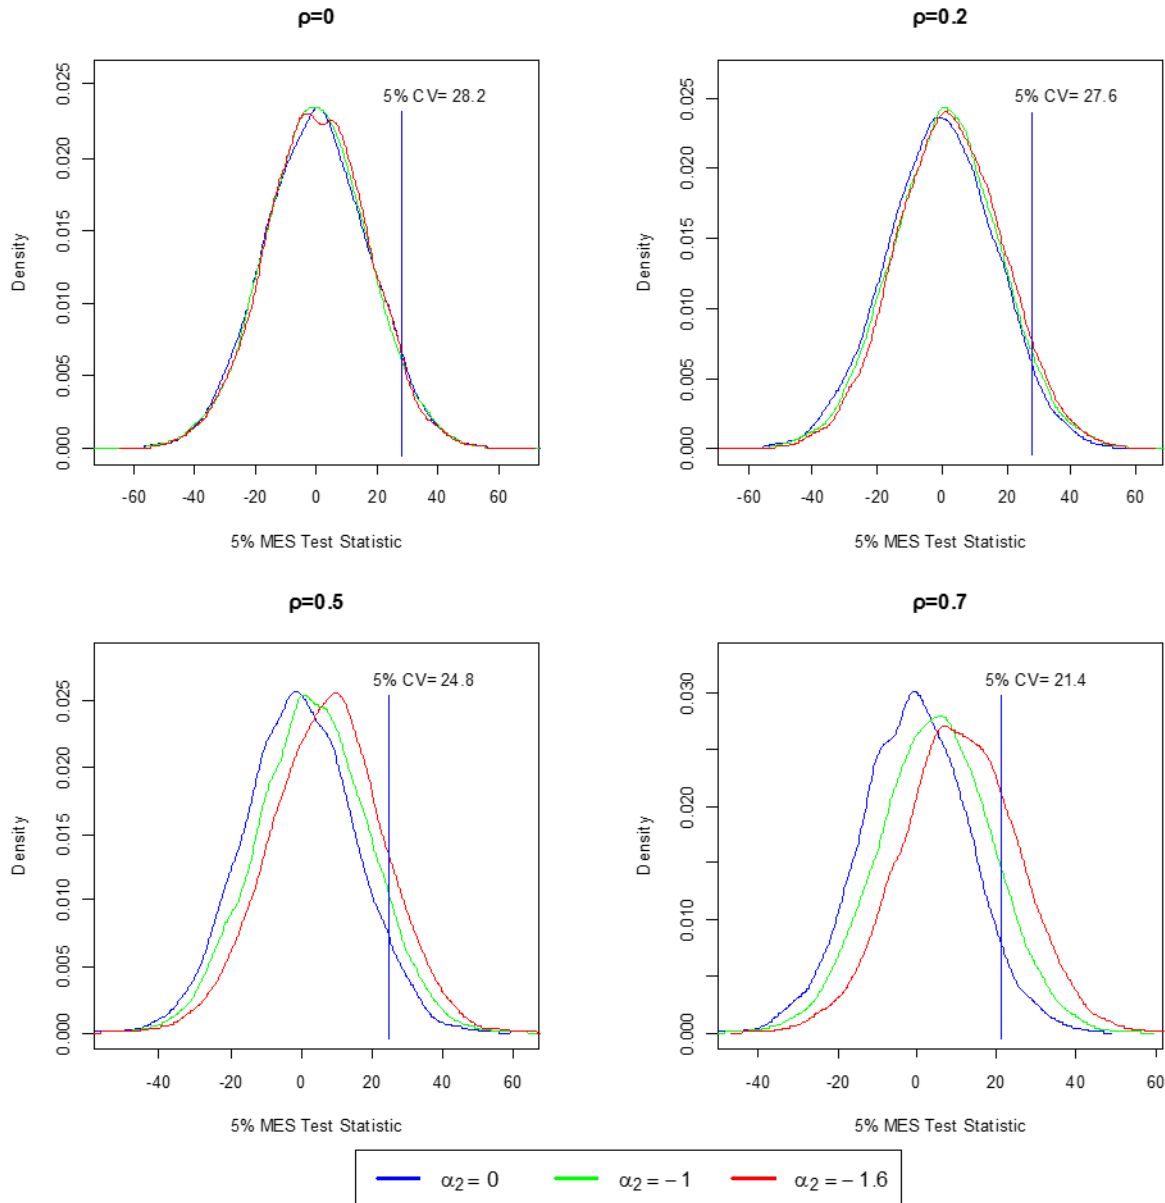 ρ=0
5% CV= 28.2
Density
0.025
0.020
0.015
0.010
0.005
0.000
-60 -40 -20 0 20 40 60
5% MES Test Statistic
ρ=0.2
5% CV= 27.6
Density
0.025
0.020
0.015
0.010
0.005
0.000
-60 -40 -20 0 20 40 60
5% MES Test Statistic
ρ=0.5
5% CV= 24.8
Density
0.025
0.020
0.015
0.010
0.005
0.000
-40 -20 0 20 40 60
5% MES Test Statistic
ρ=0.7
5% CV= 21.4
Density
0.030
0.020
0.010
0.000
-40 -20 0 20 40 60
5% MES Test Statistic
α₂ = 0 α₂ = − 1 α₂ = − 1.6